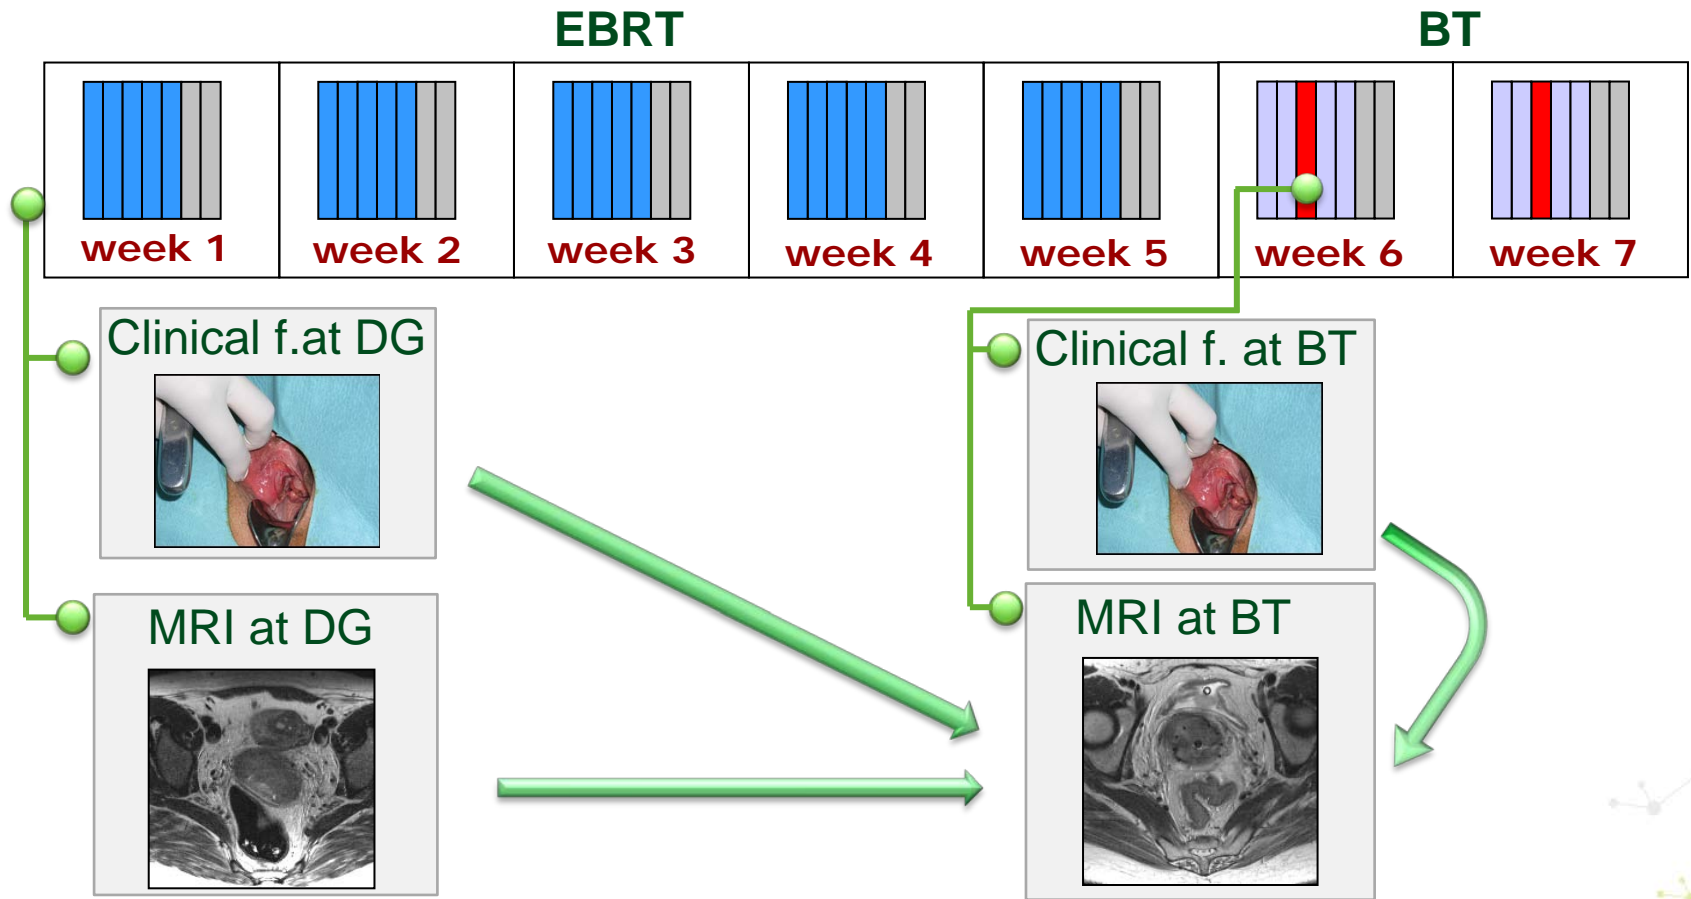 EBRT
BT
week 1
week 2
week 3
week 4
week 5
week 6
week 7
Clinical f.at DG
Clinical f. at BT
MRI at DG
MRI at BT